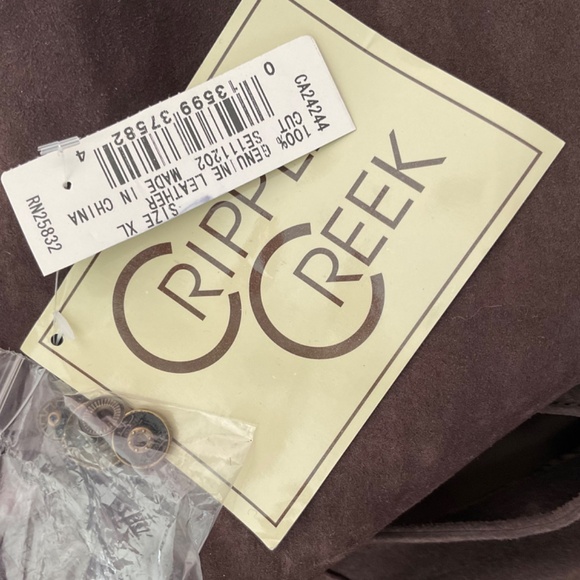 CA24244
0 13599 37582 4
CUT SE111202
100% GENUINE LEATHER
MADE IN CHINA
SIZE XL
RN25832
CRIPPLE
CREEK